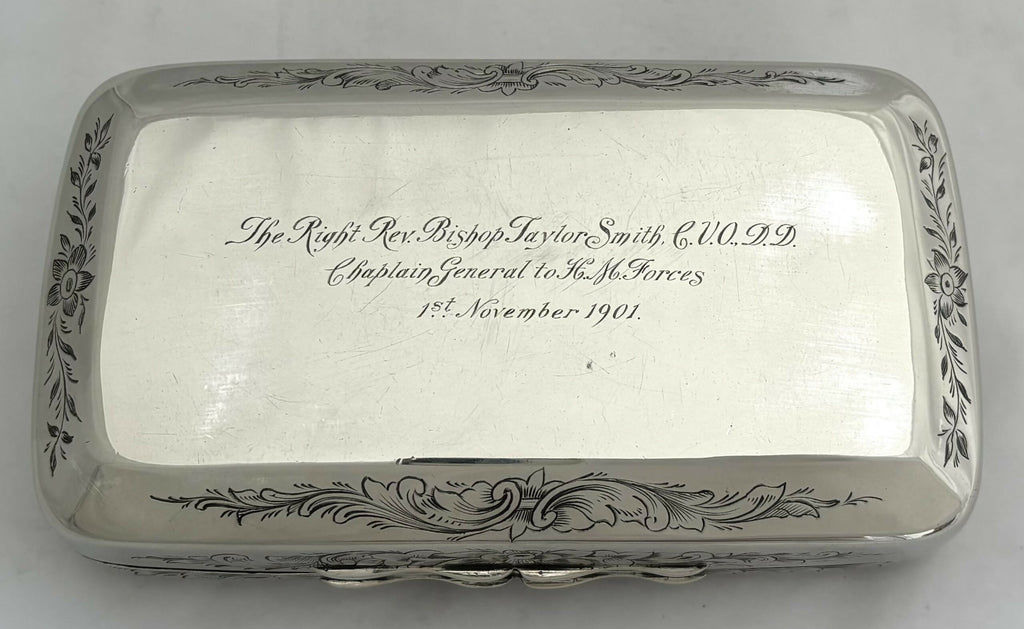 The Right Rev. Bishop Taylor Smith, C.V.O., D.D.
Chaplain General to H.M. Forces
1st November 1901.